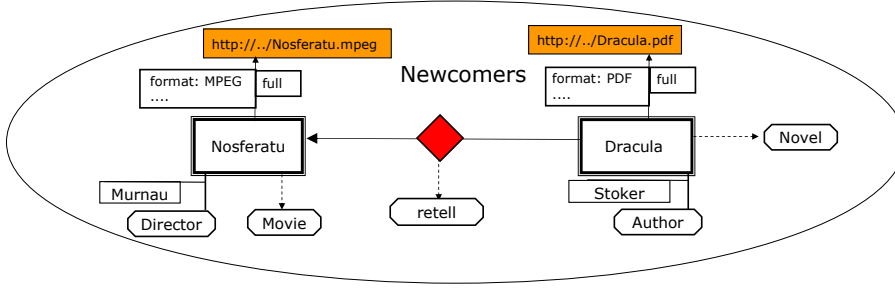 http://../Nosferatu.mpeg
http://../Dracula.pdf
Newcomers
format: MPEG
....
full
format: PDF
....
full
Nosferatu
Dracula
Novel
Murnau
Director
Movie
retell
Stoker
Author